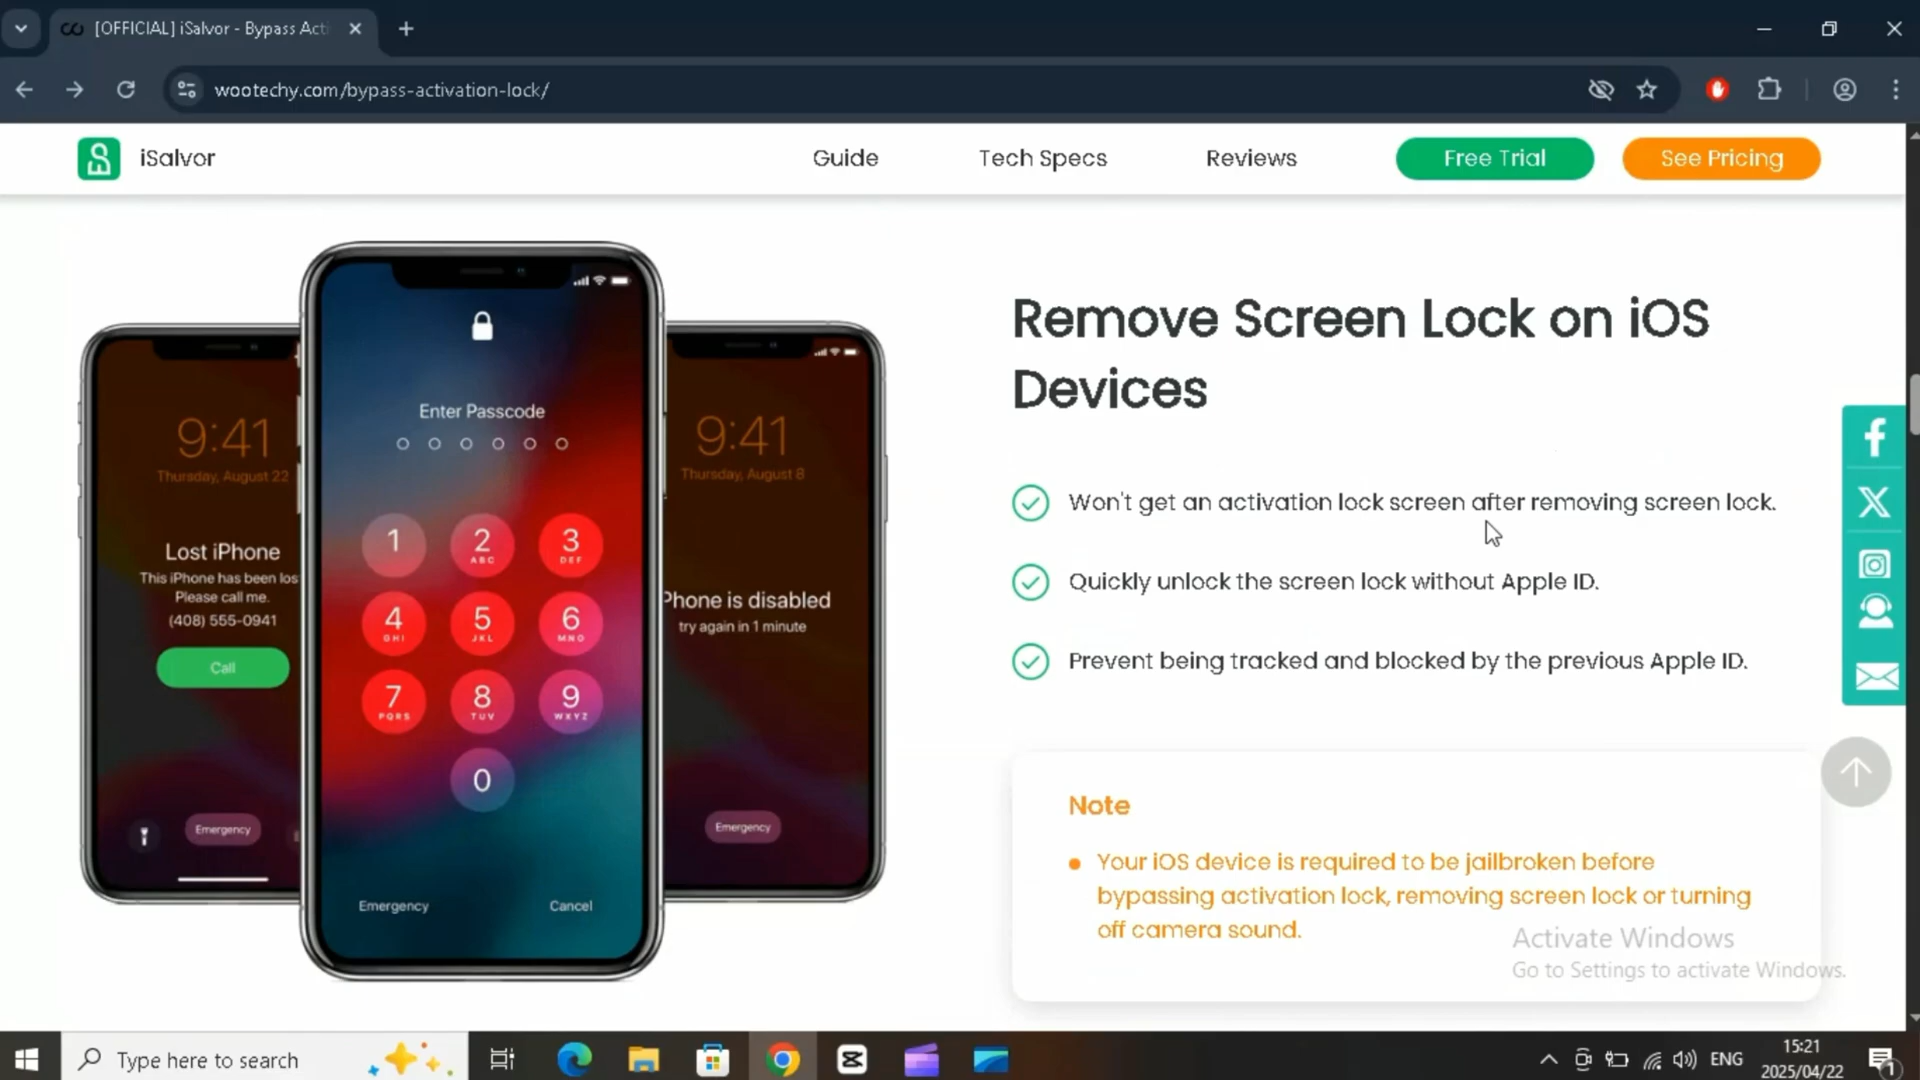 [OFFICIAL] iSalvor - Bypass Acti
wootechy.com/bypass-activation-lock/
iSalvor
Guide
Tech Specs
Reviews
Free Trial
See Pricing
9:41
Thursday, August 22
Lost iPhone
This iPhone has been los
Please call me.
(408) 555-0941
Call
Emergency
Enter Passcode
1
2
ABC
3
DEF
4
GHI
5
JKL
6
MNO
7
PQRS
8
TUV
9
WXYZ
0
Emergency
Cancel
9:41
Thursday, August 8
Phone is disabled
try again in 1 minute
Emergency
Remove Screen Lock on iOS
Devices
Won't get an activation lock screen after removing screen lock.
Quickly unlock the screen lock without Apple ID.
Prevent being tracked and blocked by the previous Apple ID.
Note
Your iOS device is required to be jailbroken before
bypassing activation lock, removing screen lock or turning
off camera sound.
Activate Windows
Go to Settings to activate Windows.
Type here to search
ENG
15:21
2025/04/22
1